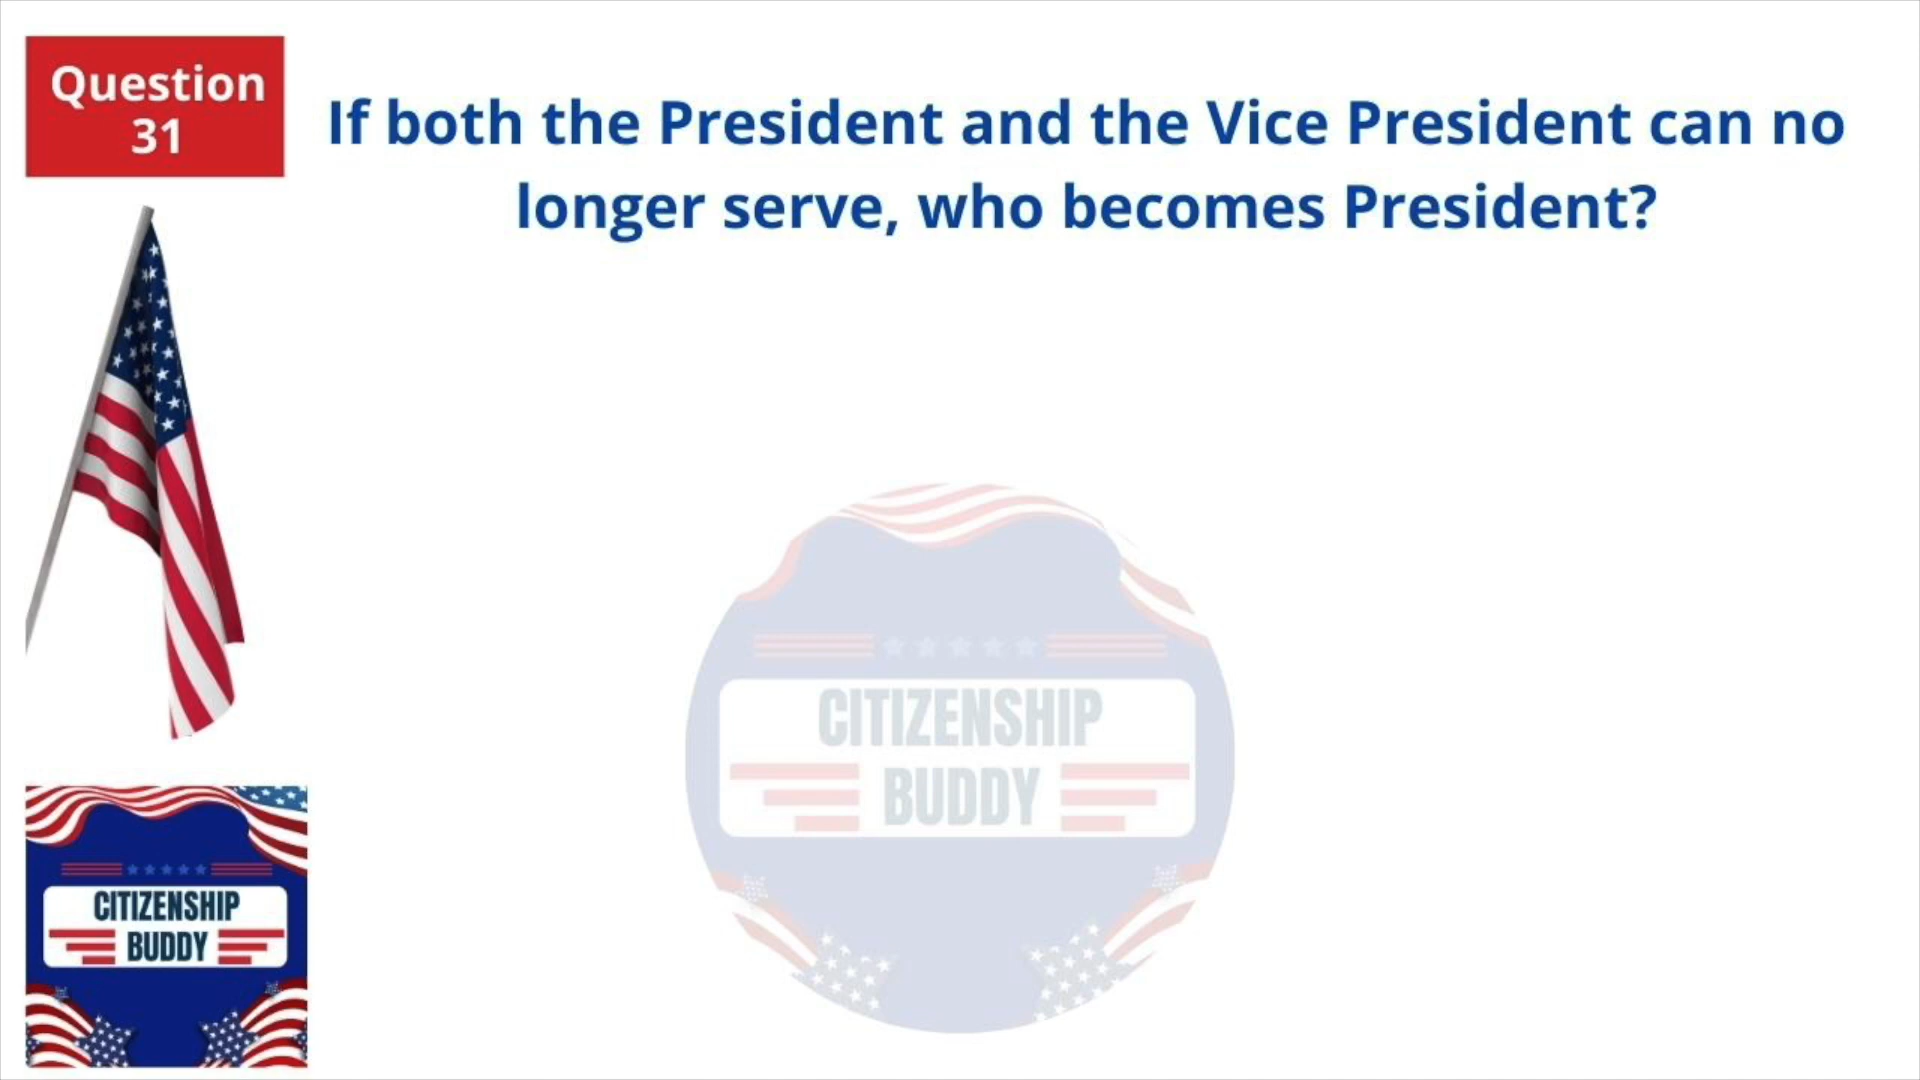 Question
31
If both the President and the Vice President can no
longer serve, who becomes President?
CITIZENSHIP
BUDDY
CITIZENSHIP
BUDDY